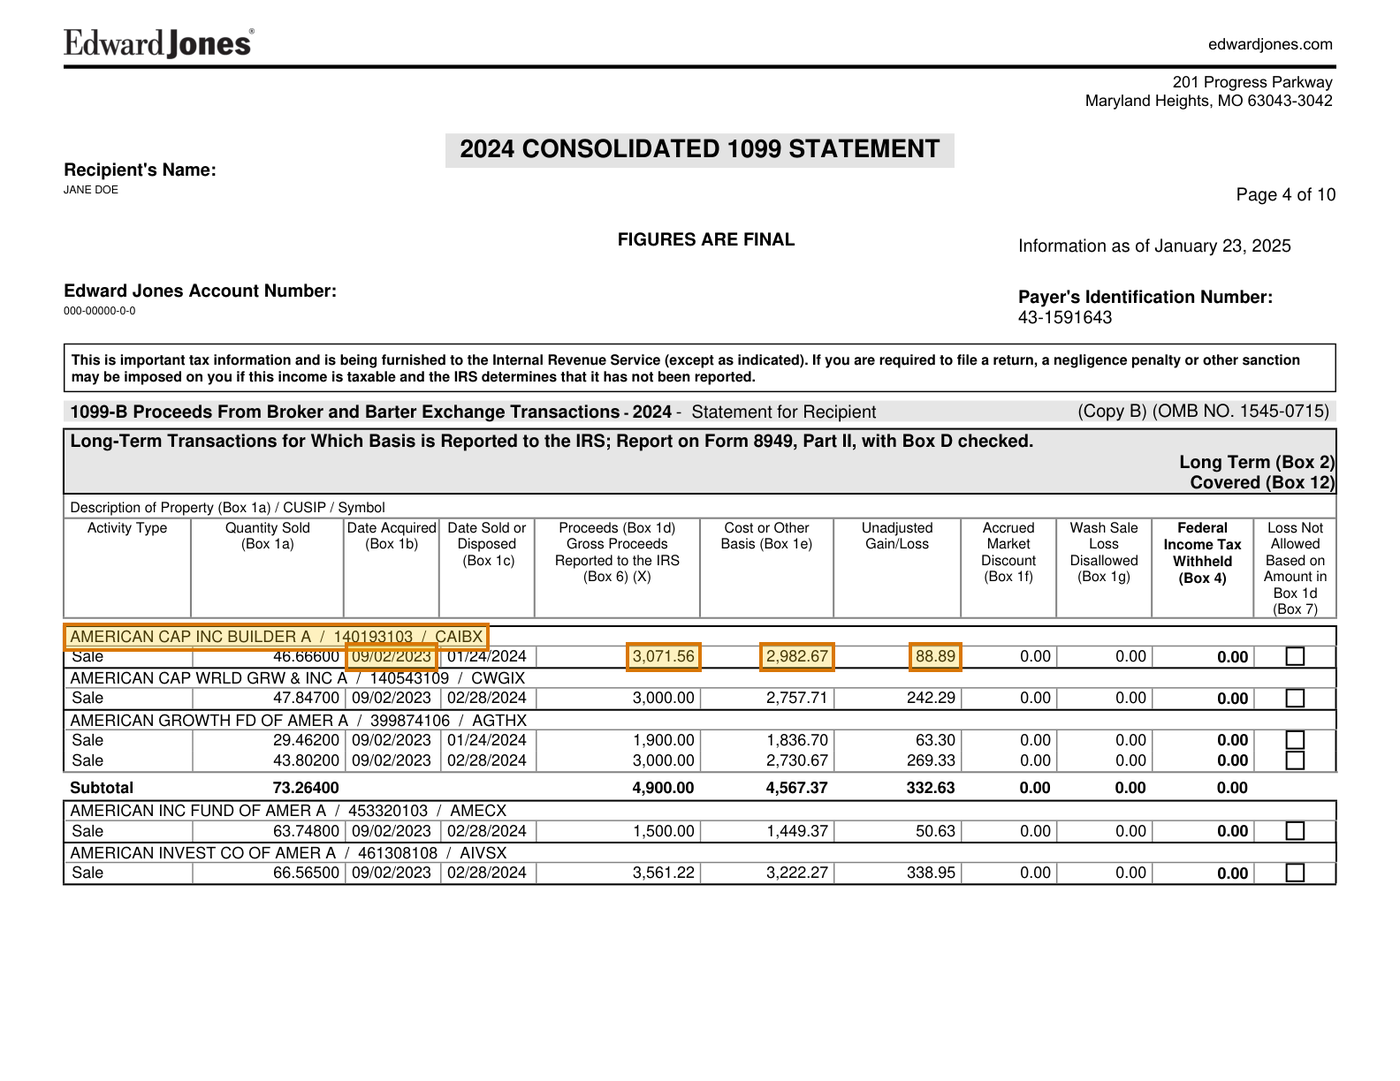 Edward Jones®
edwardjones.com
201 Progress Parkway
Maryland Heights, MO 63043-3042
2024 CONSOLIDATED 1099 STATEMENT
Recipient's Name:
JANE DOE
Page 4 of 10
FIGURES ARE FINAL
Information as of January 23, 2025
Edward Jones Account Number:
000-00000-0-0
Payer's Identification Number:
43-1591643
This is important tax information and is being furnished to the Internal Revenue Service (except as indicated). If you are required to file a return, a negligence penalty or other sanction
may be imposed on you if this income is taxable and the IRS determines that it has not been reported.
1099-B Proceeds From Broker and Barter Exchange Transactions - 2024 - Statement for Recipient (Copy B) (OMB NO. 1545-0715)
Long-Term Transactions for Which Basis is Reported to the IRS; Report on Form 8949, Part II, with Box D checked.
Long Term (Box 2)
Covered (Box 12)
Description of Property (Box 1a) / CUSIP / Symbol
Activity Type Quantity Sold Date Acquired Date Sold or Proceeds (Box 1d) Cost or Other Unadjusted Accrued Wash Sale Federal Loss Not
(Box 1a) (Box 1b) Disposed Gross Proceeds Basis (Box 1e) Gain/Loss Market Loss Income Tax Allowed
(Box 1c) Reported to the IRS Discount Disallowed Withheld Based on
(Box 6) (X) (Box 1f) (Box 1g) (Box 4) Amount in
Box 1d
(Box 7)
AMERICAN CAP INC BUILDER A / 140193103 / CAIBX
Sale 46.66600 09/02/2023 01/24/2024 3,071.56 2,982.67 88.89 0.00 0.00 0.00
AMERICAN CAP WRLD GRW & INC A / 140543109 / CWGIX
Sale 47.84700 09/02/2023 02/28/2024 3,000.00 2,757.71 242.29 0.00 0.00 0.00
AMERICAN GROWTH FD OF AMER A / 399874106 / AGTHX
Sale 29.46200 09/02/2023 01/24/2024 1,900.00 1,836.70 63.30 0.00 0.00 0.00
Sale 43.80200 09/02/2023 02/28/2024 3,000.00 2,730.67 269.33 0.00 0.00 0.00
Subtotal 73.26400 4,900.00 4,567.37 332.63 0.00 0.00 0.00
AMERICAN INC FUND OF AMER A / 453320103 / AMECX
Sale 63.74800 09/02/2023 02/28/2024 1,500.00 1,449.37 50.63 0.00 0.00 0.00
AMERICAN INVEST CO OF AMER A / 461308108 / AIVSX
Sale 66.56500 09/02/2023 02/28/2024 3,561.22 3,222.27 338.95 0.00 0.00 0.00